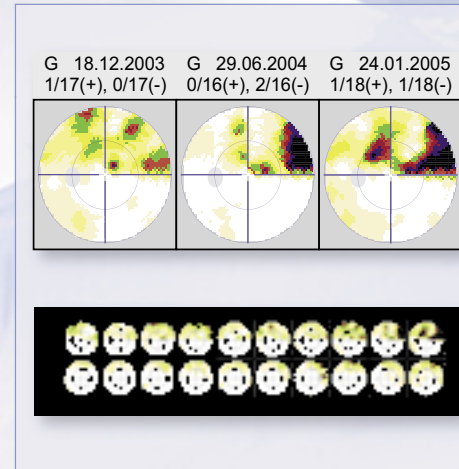 G 18.12.2003
1/17(+), 0/17(-)
G 29.06.2004
0/16(+), 2/16(-)
G 24.01.2005
1/18(+), 1/18(-)